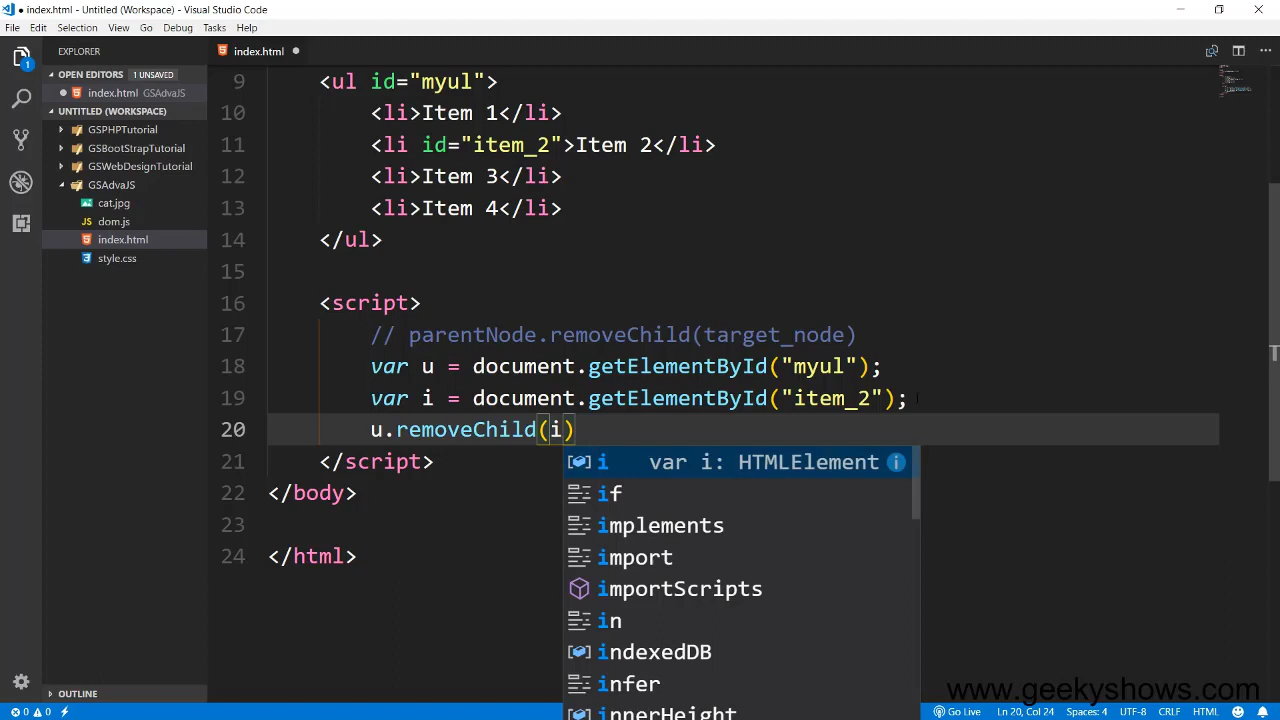 ● index.html - Untitled (Workspace) - Visual Studio Code
File Edit Selection View Go Debug Tasks Help
EXPLORER
index.html ●
OPEN EDITORS 1 UNSAVED
● index.html GSAdvaJS
UNTITLED (WORKSPACE)
GSPHPTutorial
GSBootStrapTutorial
GSWebDesignTutorial
GSAdvaJS
cat.jpg
JS dom.js
index.html
style.css
OUTLINE
1
9 <ul id="myul">
10 <li>Item 1</li>
11 <li id="item_2">Item 2</li>
12 <li>Item 3</li>
13 <li>Item 4</li>
14 </ul>
15
16 <script>
17 // parentNode.removeChild(target_node)
18 var u = document.getElementById("myul");
19 var i = document.getElementById("item_2");
20 u.removeChild(i)
21 </script>
22 </body>
23
24 </html>
i var i: HTMLElement
if
implements
import
importScripts
in
indexedDB
infer
innerHeight
www.geekyshows.com
0 0 Go Live Ln 20, Col 24 Spaces: 4 UTF-8 CRLF HTML